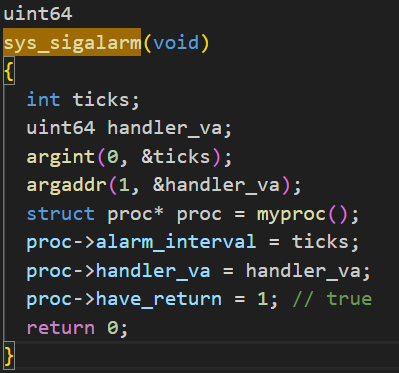 uint64
sys_sigalarm(void)
{
  int ticks;
  uint64 handler_va;
  argint(0, &ticks);
  argaddr(1, &handler_va);
  struct proc* proc = myproc();
  proc->alarm_interval = ticks;
  proc->handler_va = handler_va;
  proc->have_return = 1; // true
  return 0;
}